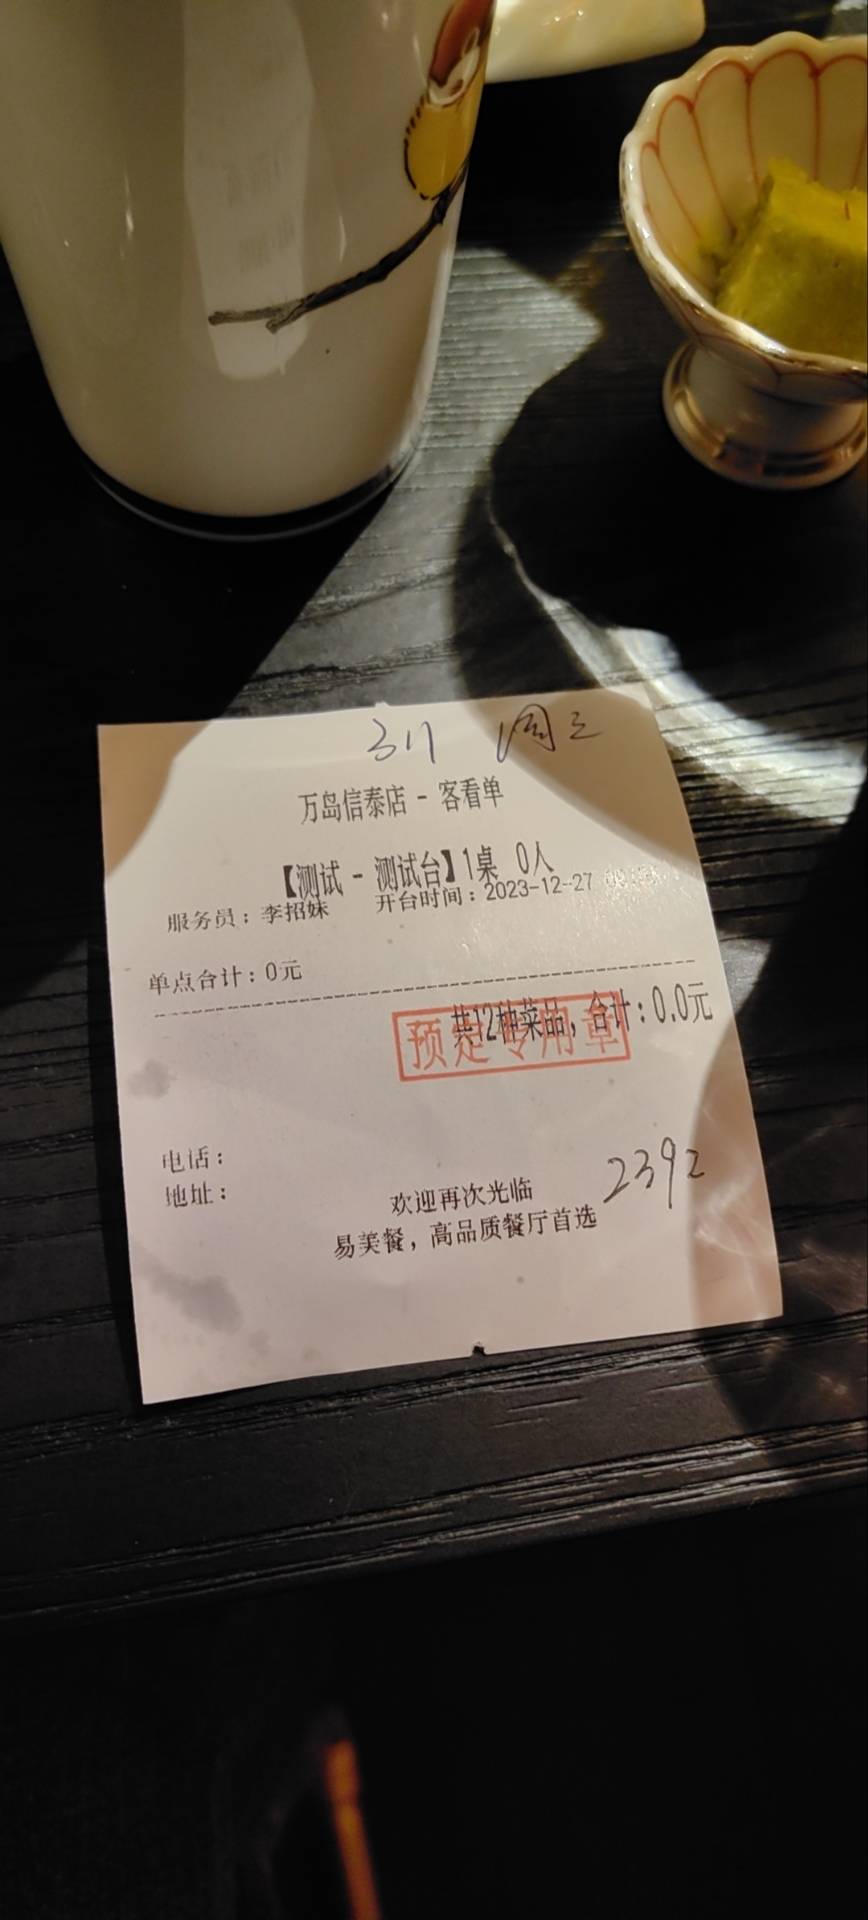 311 周三
万岛信泰店 - 客看单
【测试 - 测试台】1桌 0人
服务员：李招妹 开台时间：2023-12-27
单点合计：0元
共12种菜品，合计：0.0元
预定专用章
电话：
地址：
2392
欢迎再次光临
易美餐，高品质餐厅首选